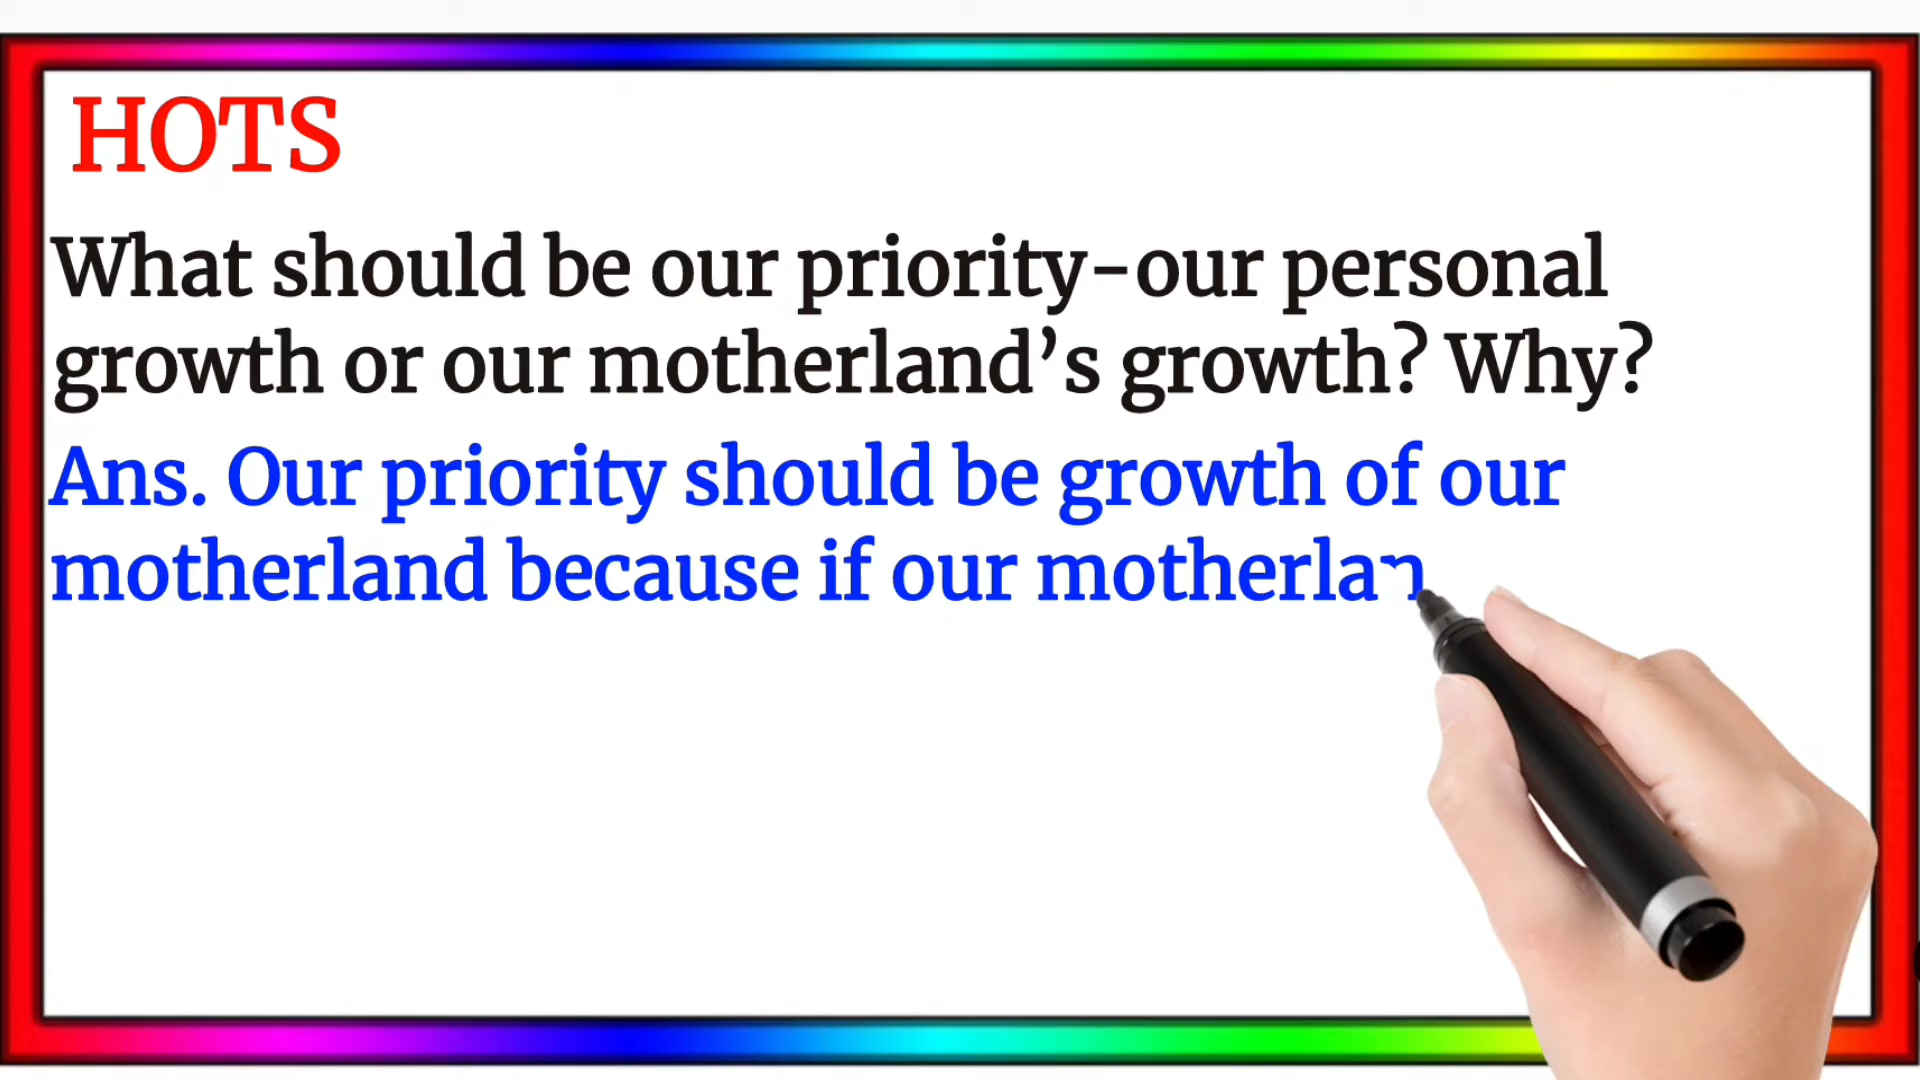 HOTS
What should be our priority-our personal
growth or our motherland’s growth? Why?
Ans. Our priority should be growth of our
motherland because if our motherlan